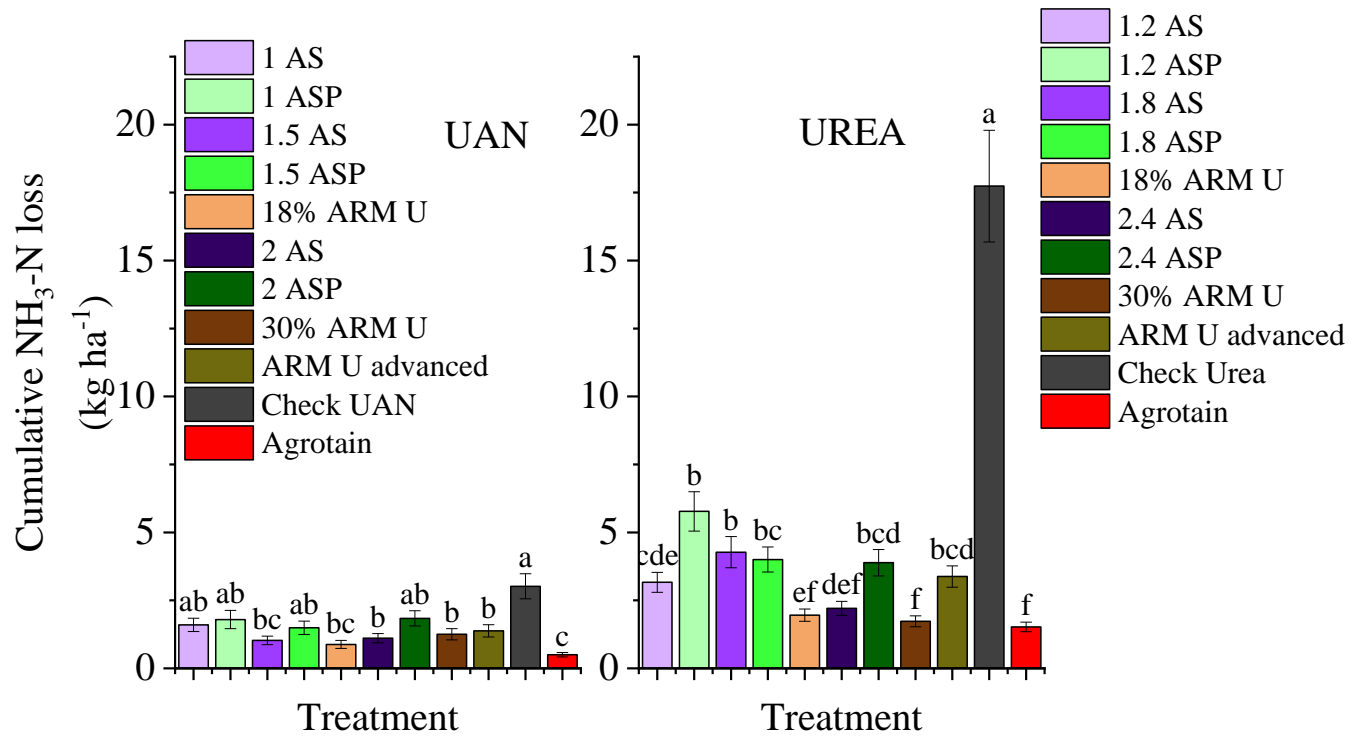 Cumulative NH₃-N loss
(kg ha⁻¹)
20
15
10
5
0
1 AS
1 ASP
1.5 AS
1.5 ASP
18% ARM U
2 AS
2 ASP
30% ARM U
ARM U advanced
Check UAN
Agrotain
UAN
ab
ab
bc
ab
bc
b
ab
b
b
a
c
Treatment
20
15
10
5
0
UREA
cde
b
b
bc
ef
def
bcd
f
bcd
a
f
Treatment
1.2 AS
1.2 ASP
1.8 AS
1.8 ASP
18% ARM U
2.4 AS
2.4 ASP
30% ARM U
ARM U advanced
Check Urea
Agrotain